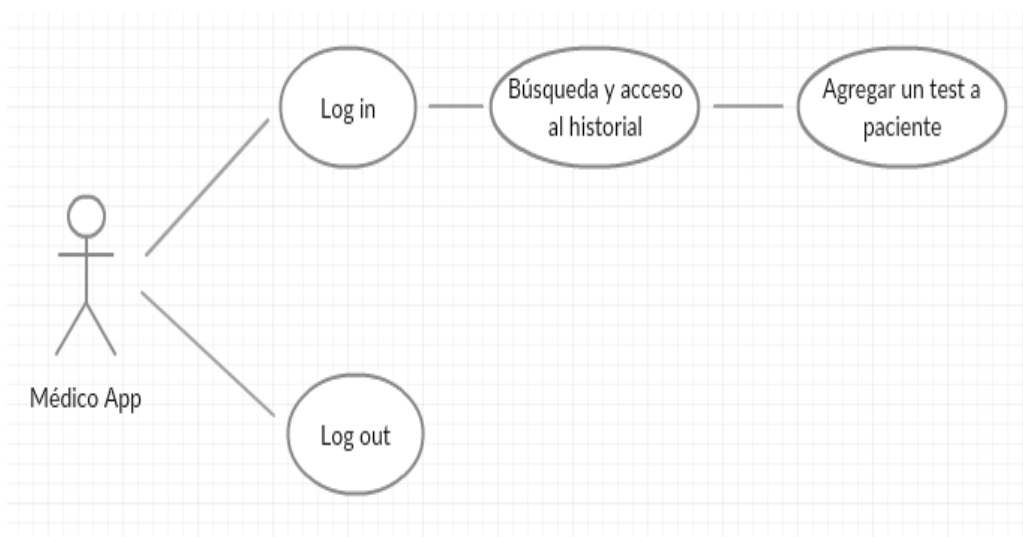 Log in
Búsqueda y acceso
al historial
Agregar un test a
paciente
Médico App
Log out